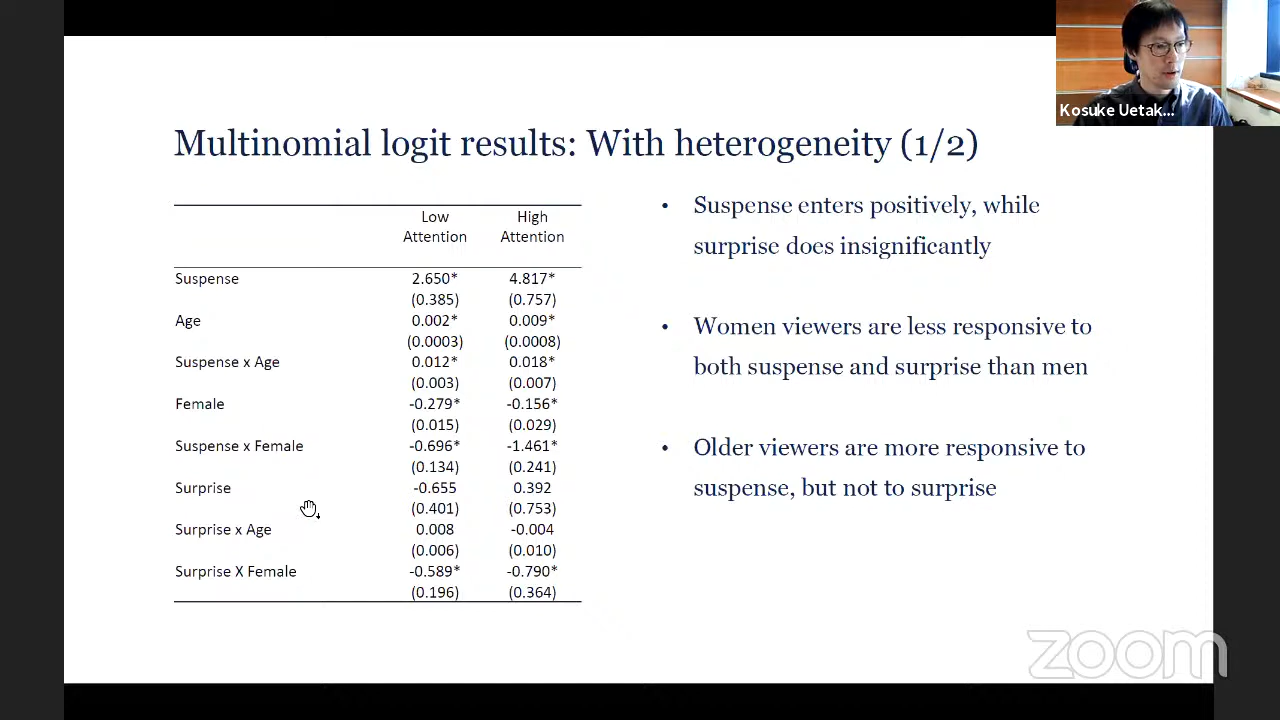 Kosuke Uetak...
Multinomial logit results: With heterogeneity (1/2)
Low High
Attention Attention
Suspense 2.650* 4.817*
(0.385) (0.757)
Age 0.002* 0.009*
(0.0003) (0.0008)
Suspense x Age 0.012* 0.018*
(0.003) (0.007)
Female -0.279* -0.156*
(0.015) (0.029)
Suspense x Female -0.696* -1.461*
(0.134) (0.241)
Surprise -0.655 0.392
(0.401) (0.753)
Surprise x Age 0.008 -0.004
(0.006) (0.010)
Surprise X Female -0.589* -0.790*
(0.196) (0.364)
• Suspense enters positively, while
surprise does insignificantly
• Women viewers are less responsive to
both suspense and surprise than men
• Older viewers are more responsive to
suspense, but not to surprise
zoom